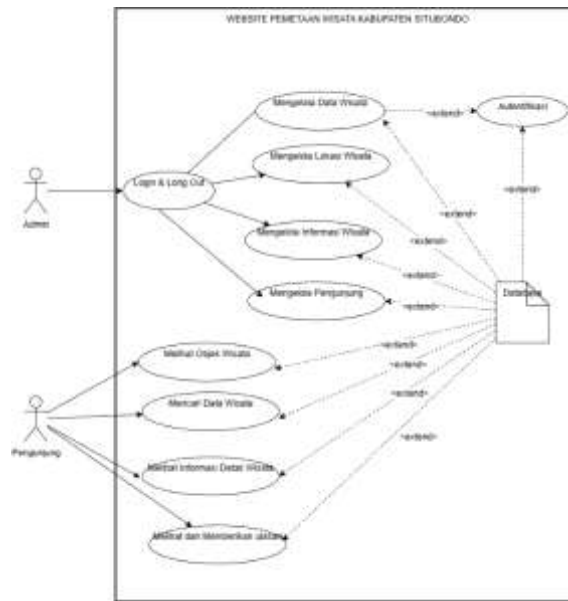 WEBSITE PEMETAAN WISATA KABUPATEN SITUBONDO
Mengelola Data Wisata
<extend>
Autentifikasi
Mengelola Lokasi Wisata
Login & Long Out
Admin
<extend>
<extend>
Mengelola Informasi Wisata
<extend>
<extend>
Mengelola Pengunjung
<extend>
Database
Melihat Objek Wisata
<extend>
<extend>
Mencari Data Wisata
<extend>
<extend>
Pengunjung
Informasi Detail Wisata
Melihat dan Memberikan